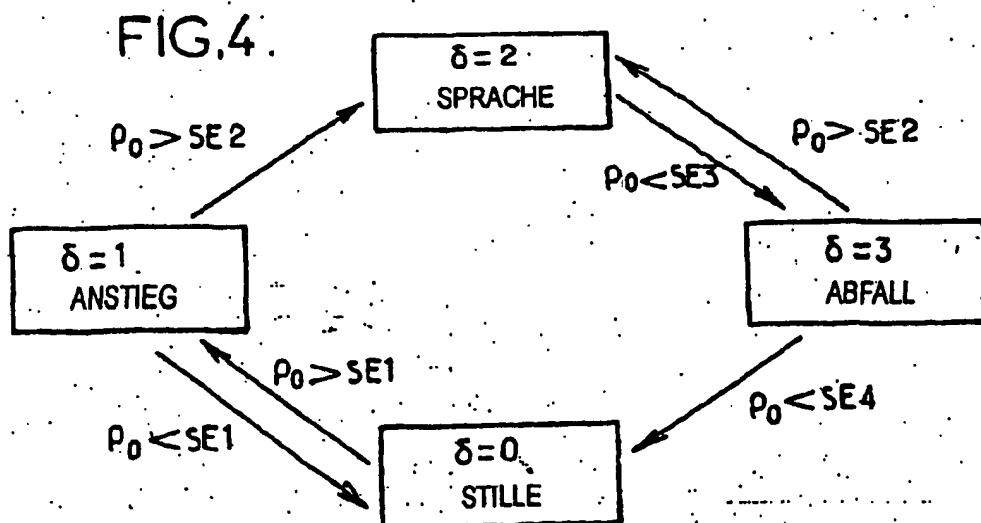 FIG.4.
δ=2
SPRACHE
ρ₀>SE2
ρ₀>SE2
ρ₀<SE3
δ=1
ANSTIEG
δ=3
ABFALL
ρ₀>SE1
ρ₀<SE1
ρ₀<SE4
δ=0
STILLE